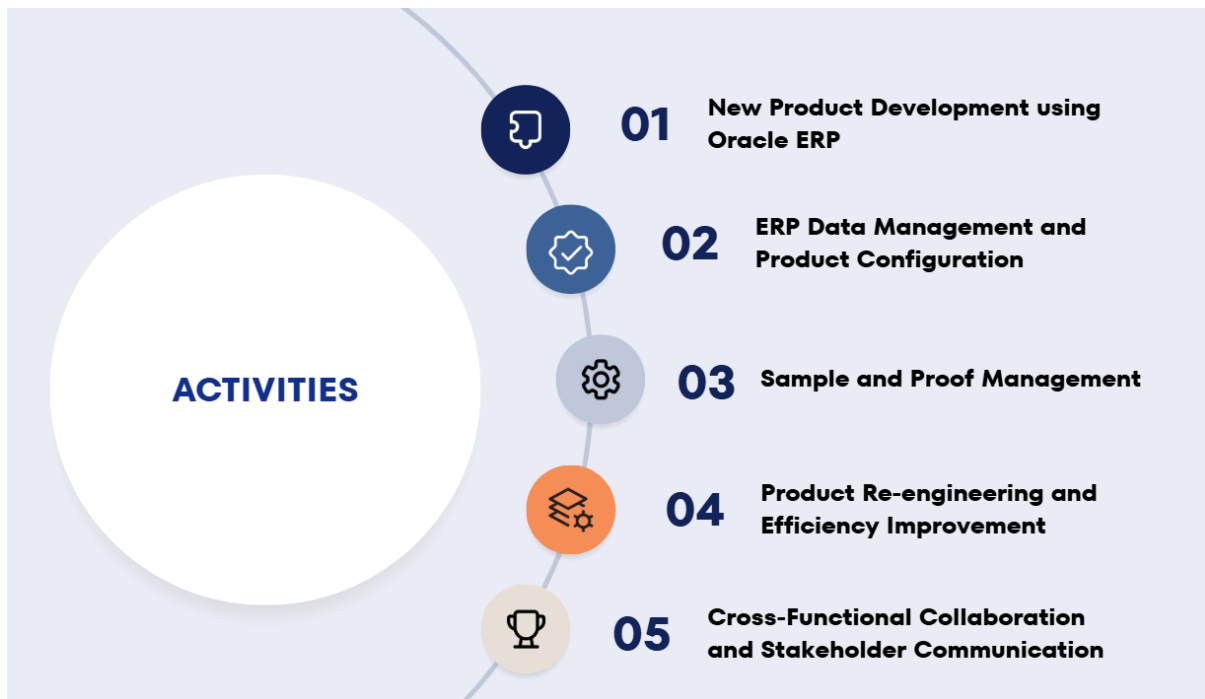 ACTIVITIES
01
New Product Development using
Oracle ERP
02
ERP Data Management and
Product Configuration
03
Sample and Proof Management
04
Product Re-engineering and
Efficiency Improvement
05
Cross-Functional Collaboration
and Stakeholder Communication